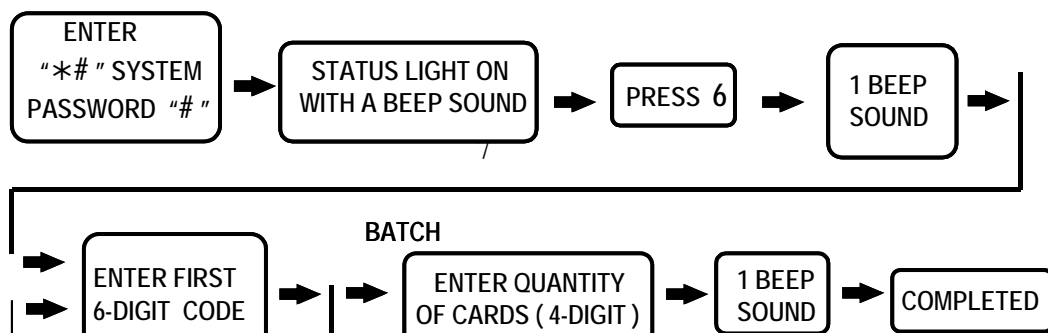 ENTER
“*#” SYSTEM
PASSWORD “#”
STATUS LIGHT ON
WITH A BEEP SOUND
PRESS 6
1 BEEP
SOUND
/
BATCH
ENTER FIRST
6-DIGIT CODE
ENTER QUANTITY
OF CARDS ( 4-DIGIT )
1 BEEP
SOUND
COMPLETED